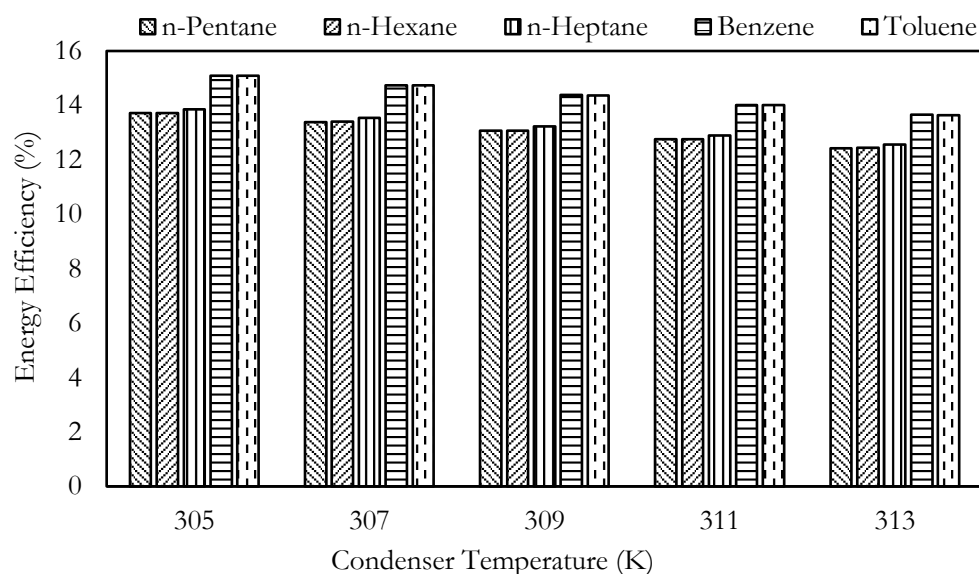 n-Pentane n-Hexane n-Heptane Benzene Toluene
16
14
12
10
8
6
4
2
0
Energy Efficiency (%)
305 307 309 311 313
Condenser Temperature (K)